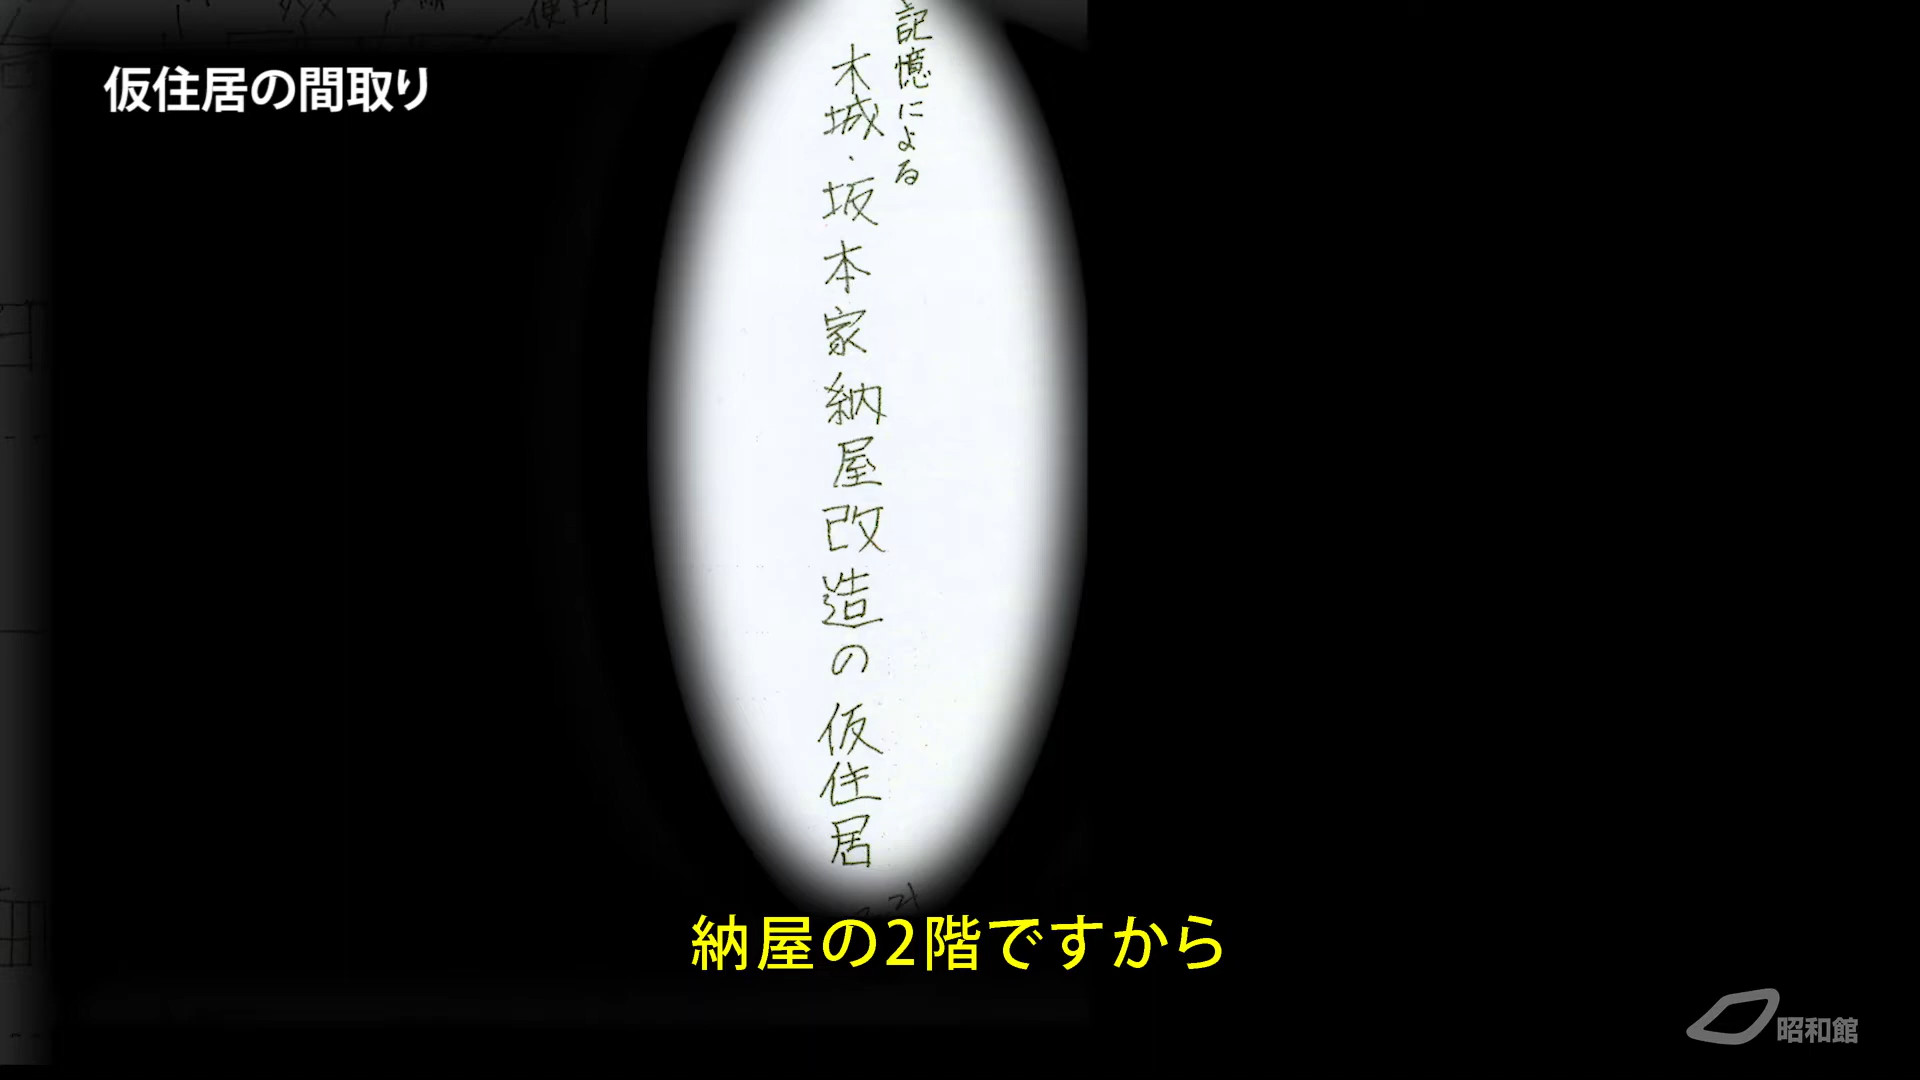 仮住居の間取り
記憶による
木城・坂本家納屋改造の仮住居
納屋の2階ですから
昭和館